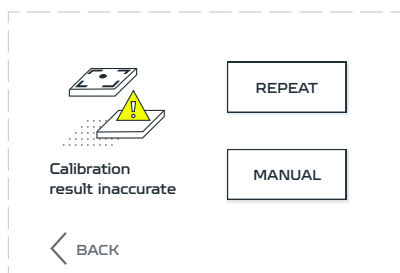 REPEAT
Calibration
result inaccurate
MANUAL
BACK